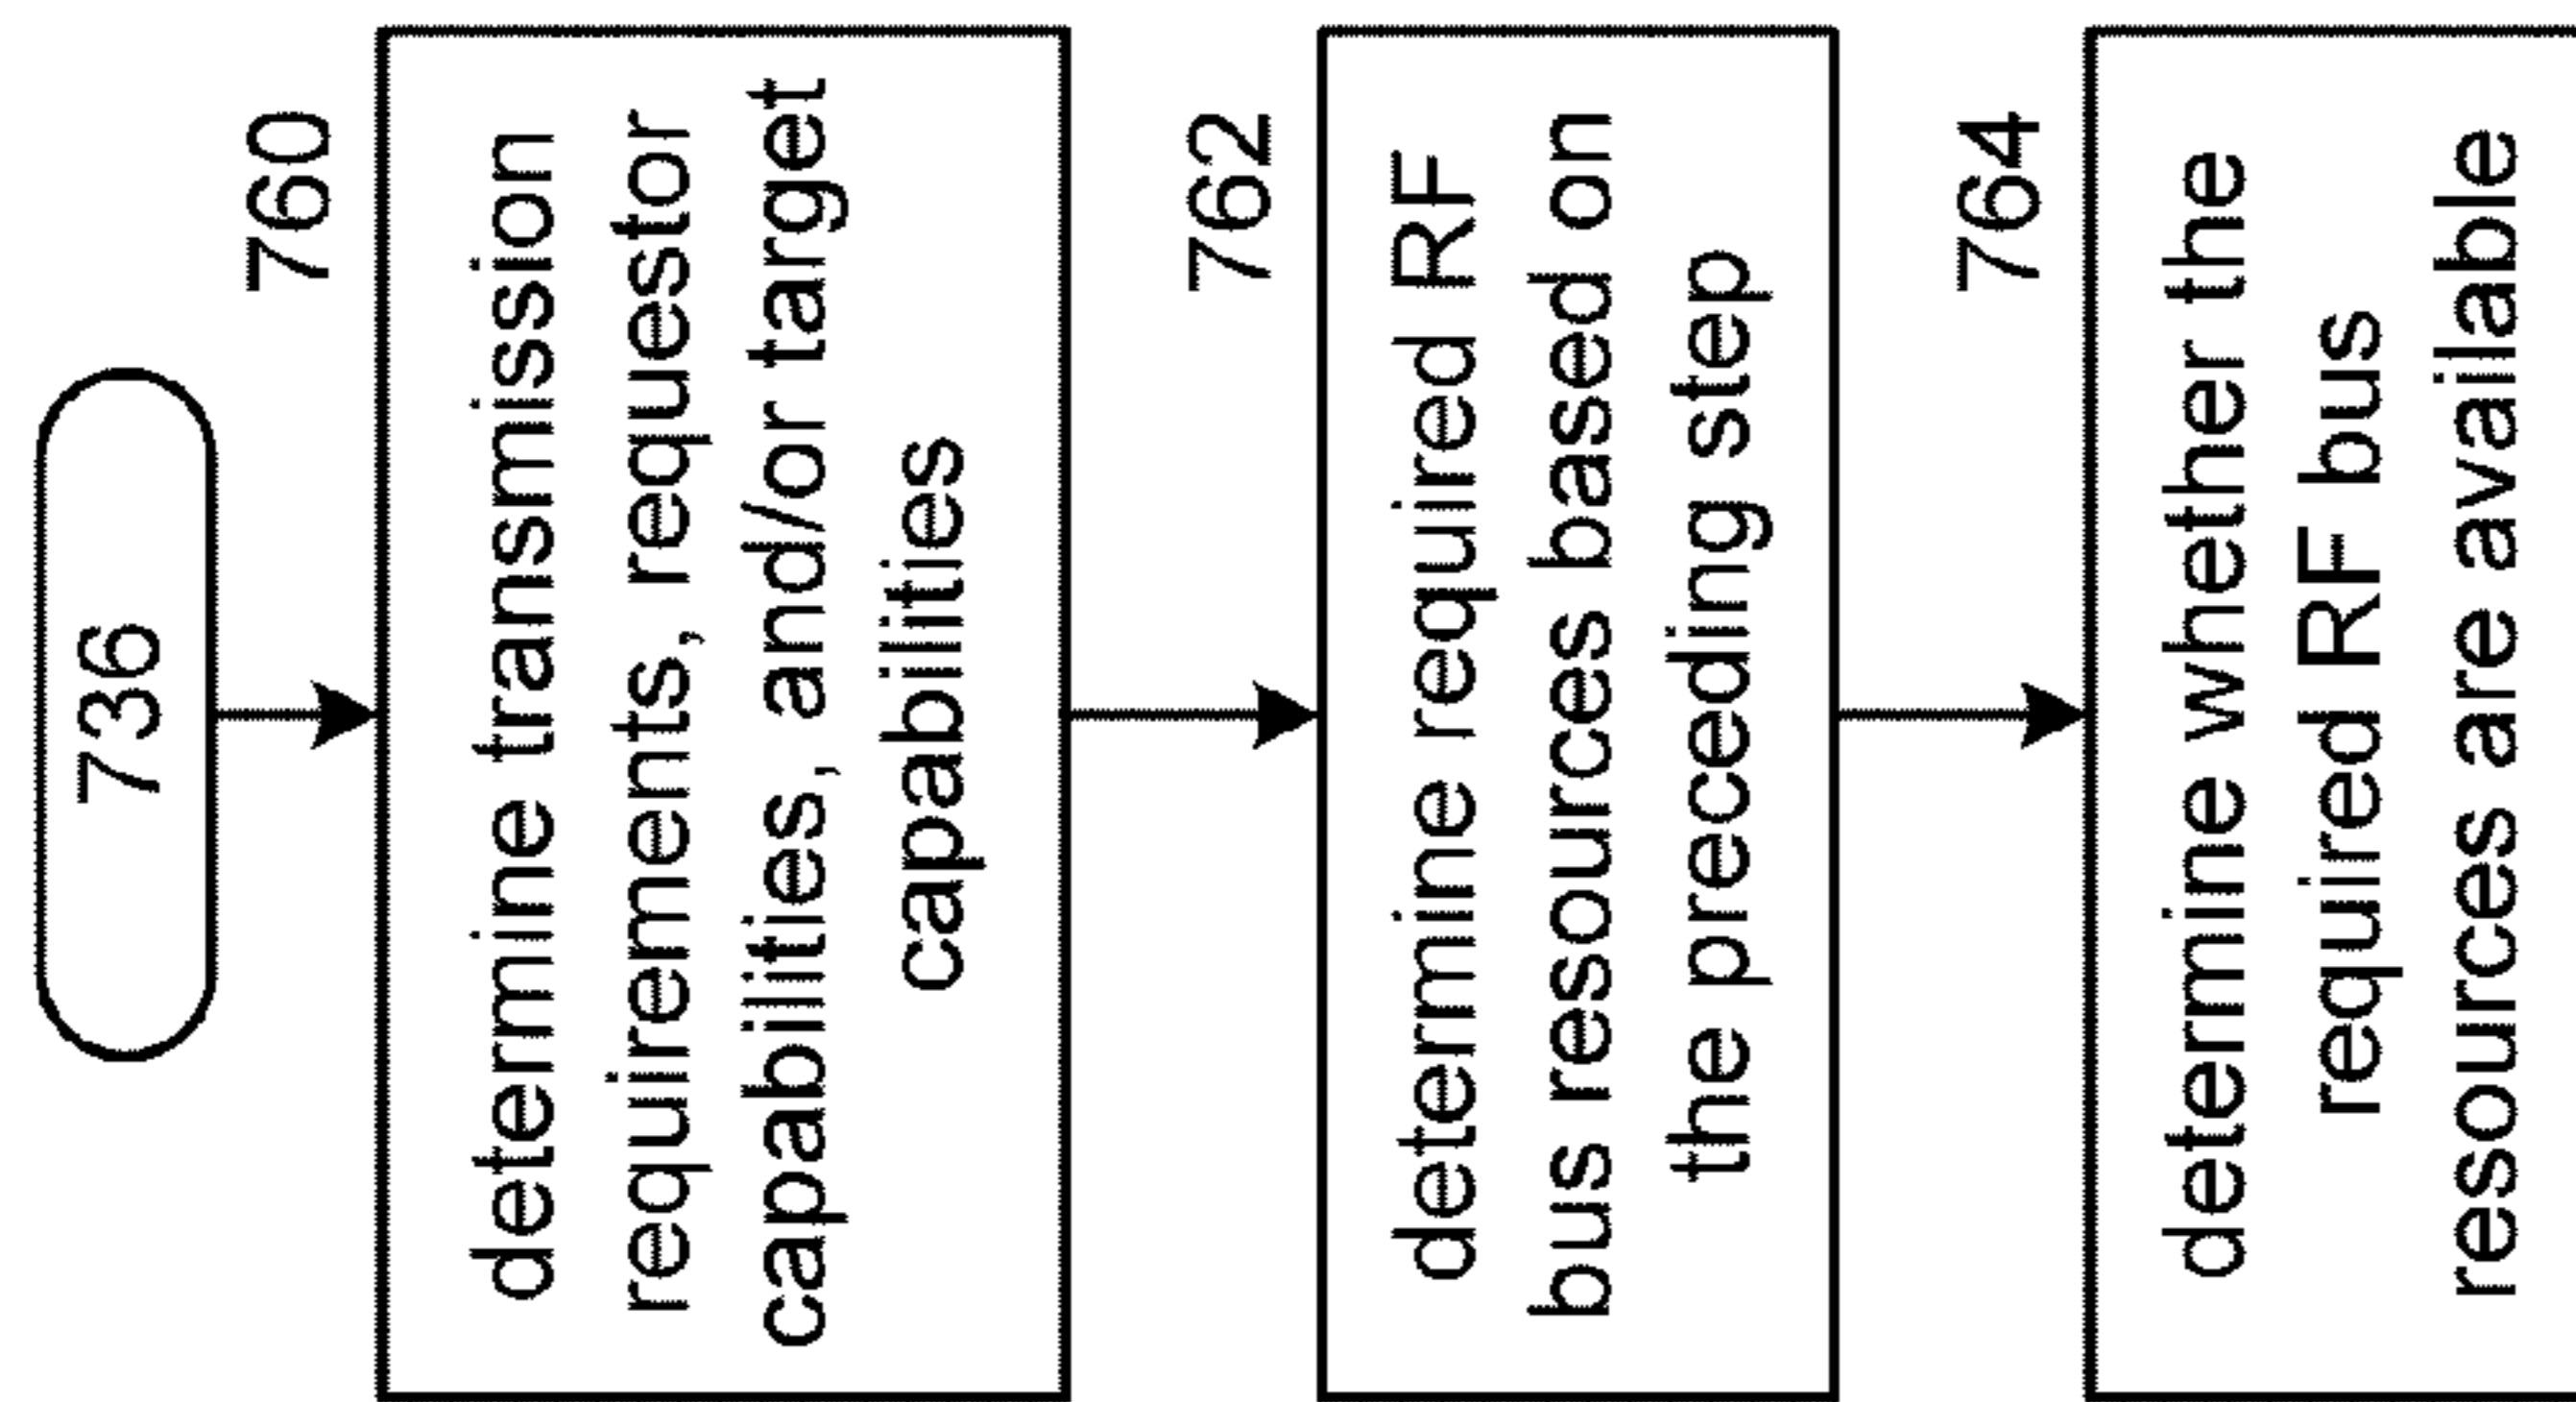 736
760
determine transmission
requirements, requestor
capabilities, and/or target
capabilities
762
determine required RF
bus resources based on
the preceding step
764
determine whether the
required RF bus
resources are available